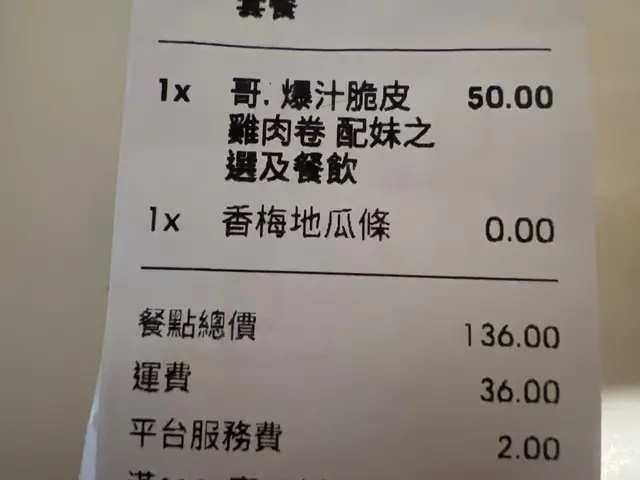 套餐
1x 哥. 爆汁脆皮 50.00
雞肉卷 配妹之
選及餐飲
1x 香梅地瓜條 0.00
餐點總價 136.00
運費 36.00
平台服務費 2.00